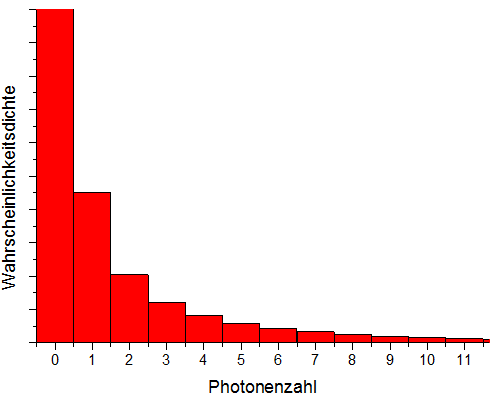 Wahrscheinlichkeitsdichte
0 1 2 3 4 5 6 7 8 9 10 11
Photonenzahl